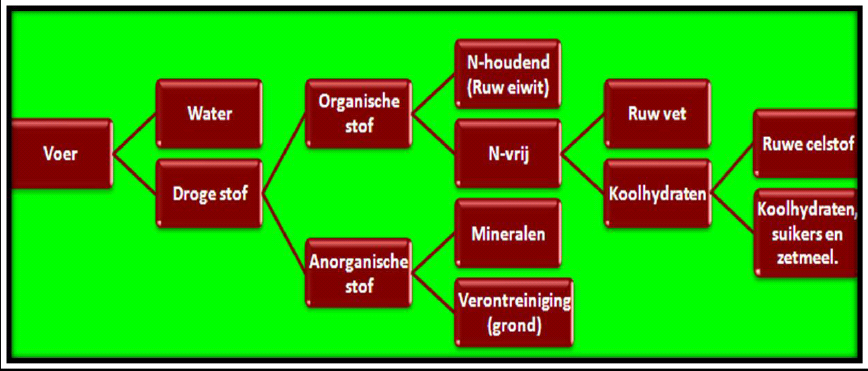 Voer
Water
Droge stof
Organische
stof
Anorganische
stof
N-houdend
(Ruw eiwit)
N-vrij
Mineralen
Verontreiniging
(grond)
Ruw vet
Koolhydraten
Ruwe celstof
Koolhydraten,
suikers en
zetmeel.